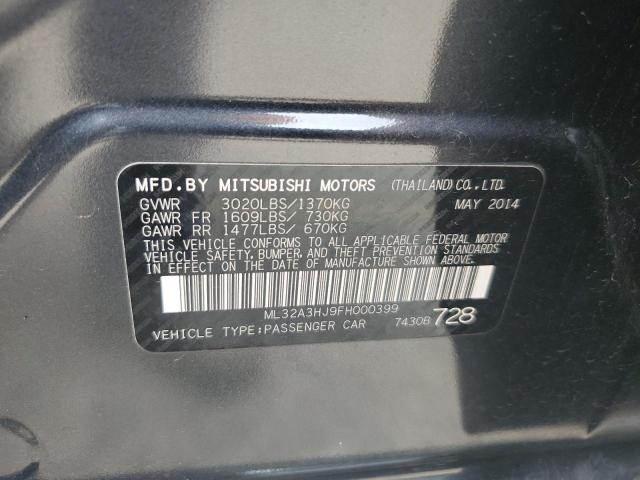 MFD. BY MITSUBISHI MOTORS (THAILAND) CO., LTD.
GVWR 3020LBS/1370KG MAY 2014
GAWR FR 1609LBS/ 730KG
GAWR RR 1477LBS/ 670KG
THIS VEHICLE CONFORMS TO ALL APPLICABLE FEDERAL MOTOR
VEHICLE SAFETY, BUMPER, AND THEFT PREVENTION STANDARDS
IN EFFECT ON THE DATE OF MANUFACTURE SHOWN ABOVE.
ML32A3HJ9FH000399
VEHICLE TYPE:PASSENGER CAR 74308 728